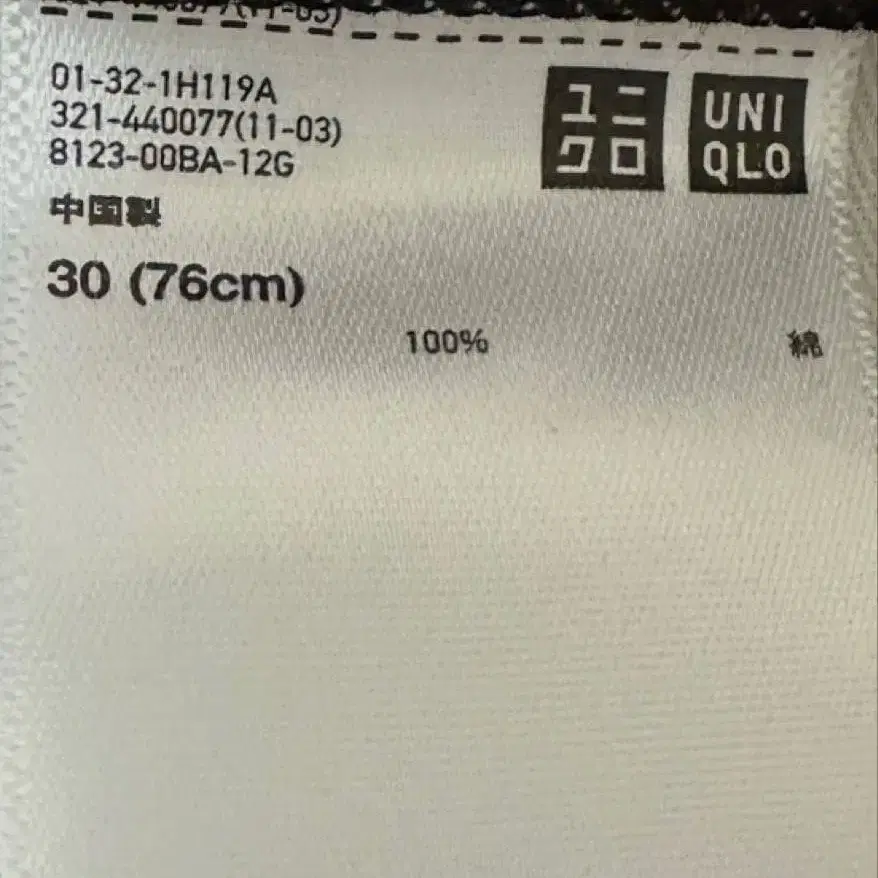 01-32-1H119A
321-440077(11-03)
8123-00BA-12G
中国製
30 (76cm)
ユニ
クロ
UNI
QLO
100% 綿